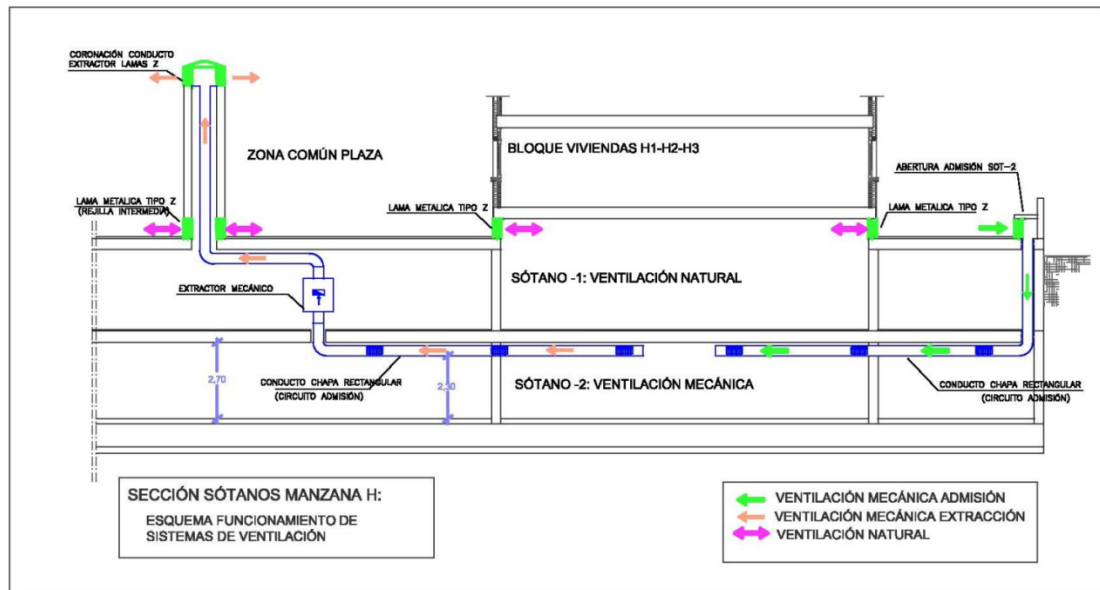 CORONACIÓN CONDUCTO
EXTRACTOR LAMAS Z
ZONA COMÚN PLAZA
BLOQUE VIVIENDAS H1-H2-H3
ABERTURA ADMISIÓN SOT-2
LAMA METALICA TIPO Z
(REJILLA INTERMEDIA)
LAMA METALICA TIPO Z
LAMA METALICA TIPO Z
SÓTANO -1: VENTILACIÓN NATURAL
EXTRACTOR MECÁNICO
2,70
CONDUCTO CHAPA RECTANGULAR
(CIRCUITO ADMISIÓN)
2,30
SÓTANO -2: VENTILACIÓN MECÁNICA
CONDUCTO CHAPA RECTANGULAR
(CIRCUITO ADMISIÓN)
SECCIÓN SÓTANOS MANZANA H:
ESQUEMA FUNCIONAMIENTO DE
SISTEMAS DE VENTILACIÓN
VENTILACIÓN MECÁNICA ADMISIÓN
VENTILACIÓN MECÁNICA EXTRACCIÓN
VENTILACIÓN NATURAL